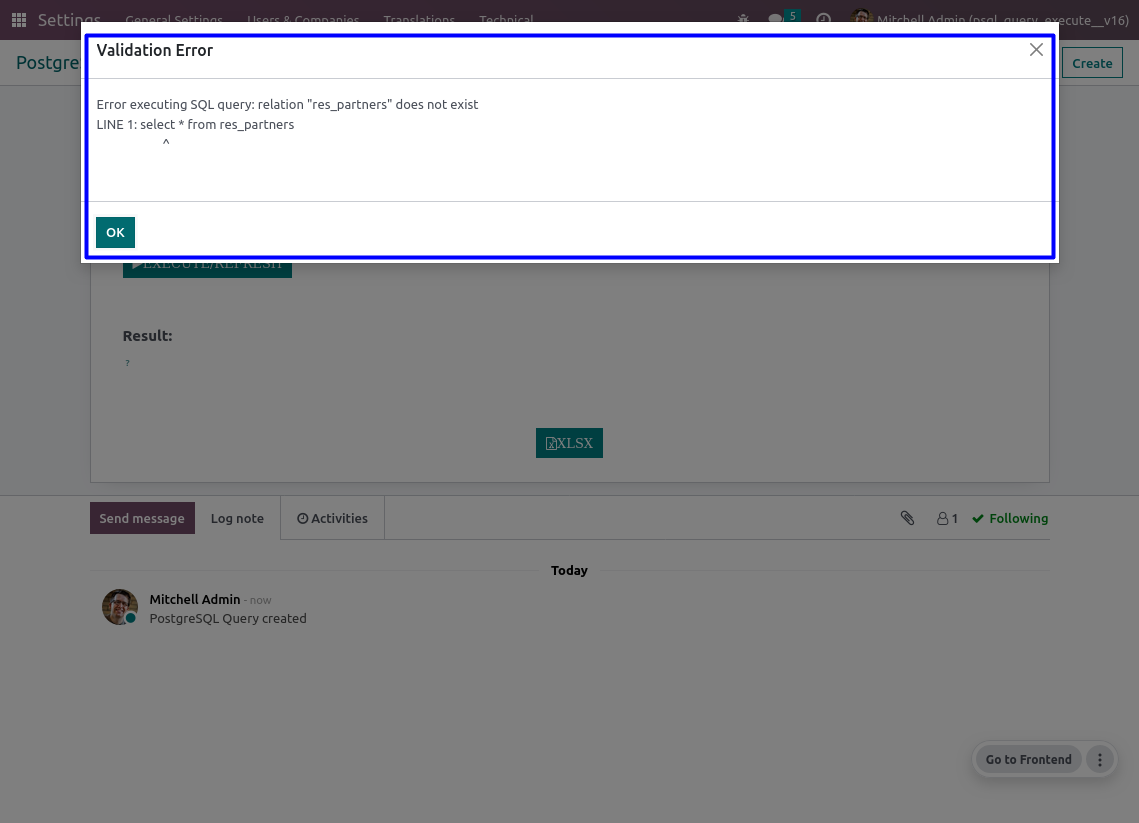 Settings General Settings Users & Companies Translations Technical 5 Mitchell Admin (psql_query_execute__v16)
Postgre Create
Validation Error
Error executing SQL query: relation "res_partners" does not exist
LINE 1: select * from res_partners
^
OK
EXECUTE/REFRESH
Result:
?
XLSX
Send message Log note Activities 1 Following
Today
Mitchell Admin - now
PostgreSQL Query created
Go to Frontend